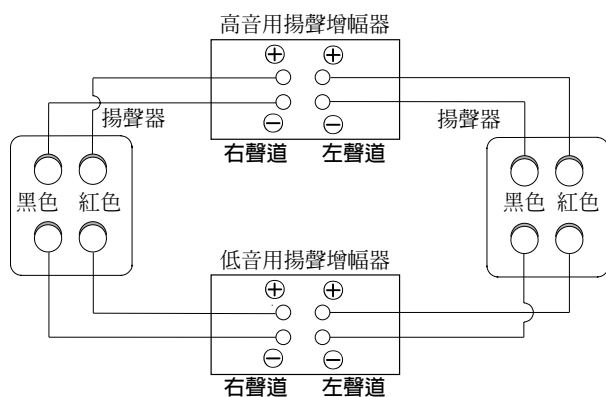 高音用揚聲增幅器
⊕ ⊕
⊖ ⊖
右聲道 左聲道
揚聲器
揚聲器
黑色 紅色
黑色 紅色
低音用揚聲增幅器
⊕ ⊕
⊖ ⊖
右聲道 左聲道